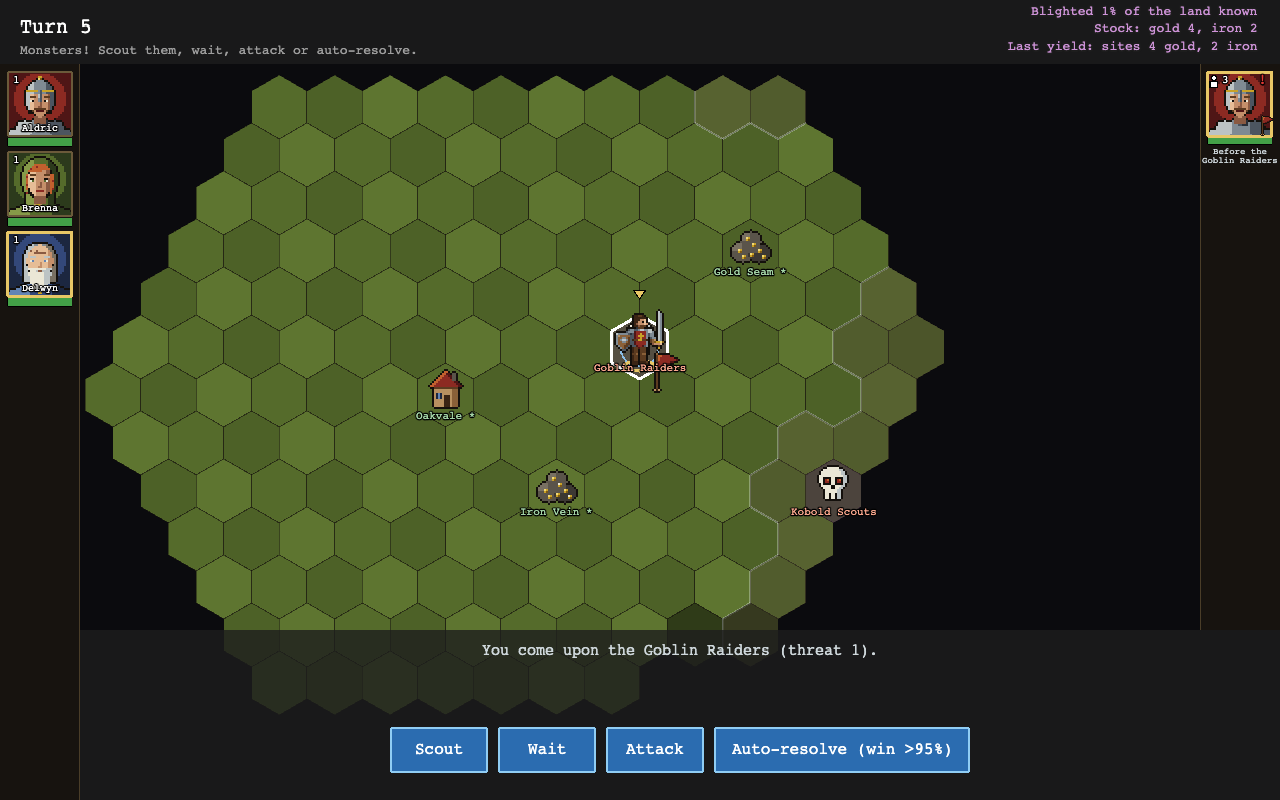 Turn 5
Monsters! Scout them, wait, attack or auto-resolve.
Blighted 1% of the land known
Stock: gold 4, iron 2
Last yield: sites 4 gold, 2 iron
1
Aldric
1
Brenna
1
Delwyn
3 !
Before the
Goblin Raiders
Gold Seam *
Goblin Raiders
Oakvale *
Iron Vein *
Kobold Scouts
You come upon the Goblin Raiders (threat 1).
Scout
Wait
Attack
Auto-resolve (win >95%)